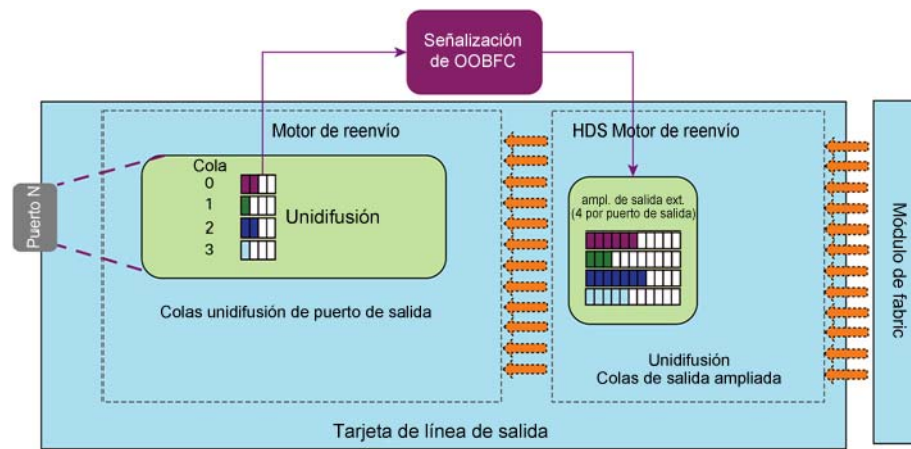 Señalización
de OOBFC
Motor de reenvío
Cola
0
1
2
3
Unidifusión
Colas unidifusión de puerto de salida
Puerto N
HDS Motor de reenvío
ampl. de salida ext.
(4 por puerto de salida)
Unidifusión
Colas de salida ampliada
Tarjeta de línea de salida
Módulo de fabric